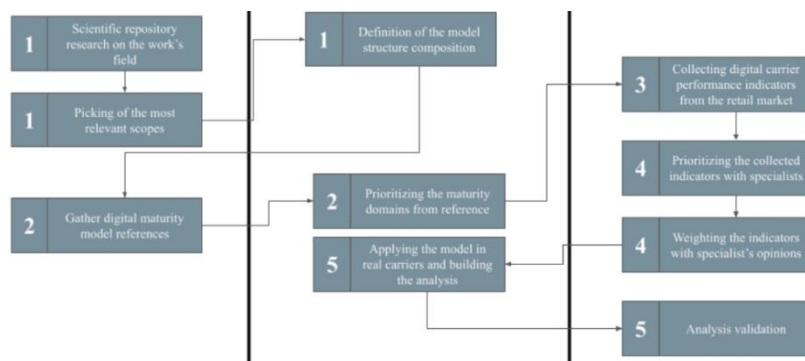 1
Scientific repository
research on the work's
field
1
Picking of the most
relevant scopes
1
Definition of the model
structure composition
2
Gather digital maturity
model references
2
Prioritizing the maturity
domains from reference
3
Collecting digital carrier
performance indicators
from the retail market
4
Prioritizing the collected
indicators with specialists
4
Weighting the indicators
with specialist's opinions
5
Applying the model in
real carriers and building
the analysis
5
Analysis validation